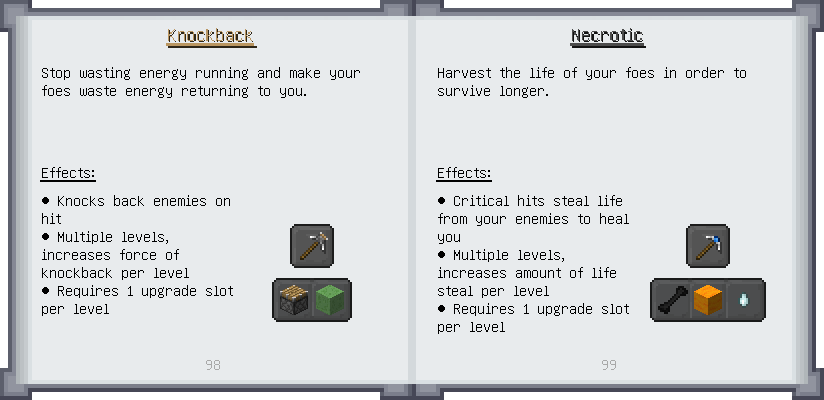 Knockback
Stop wasting energy running and make your
foes waste energy returning to you.
Effects:
● Knocks back enemies on
hit
● Multiple levels,
increases force of
knockback per level
● Requires 1 upgrade slot
per level
98
Necrotic
Harvest the life of your foes in order to
survive longer.
Effects:
● Critical hits steal life
from your enemies to heal
you
● Multiple levels,
increases amount of life
steal per level
● Requires 1 upgrade slot
per level
99